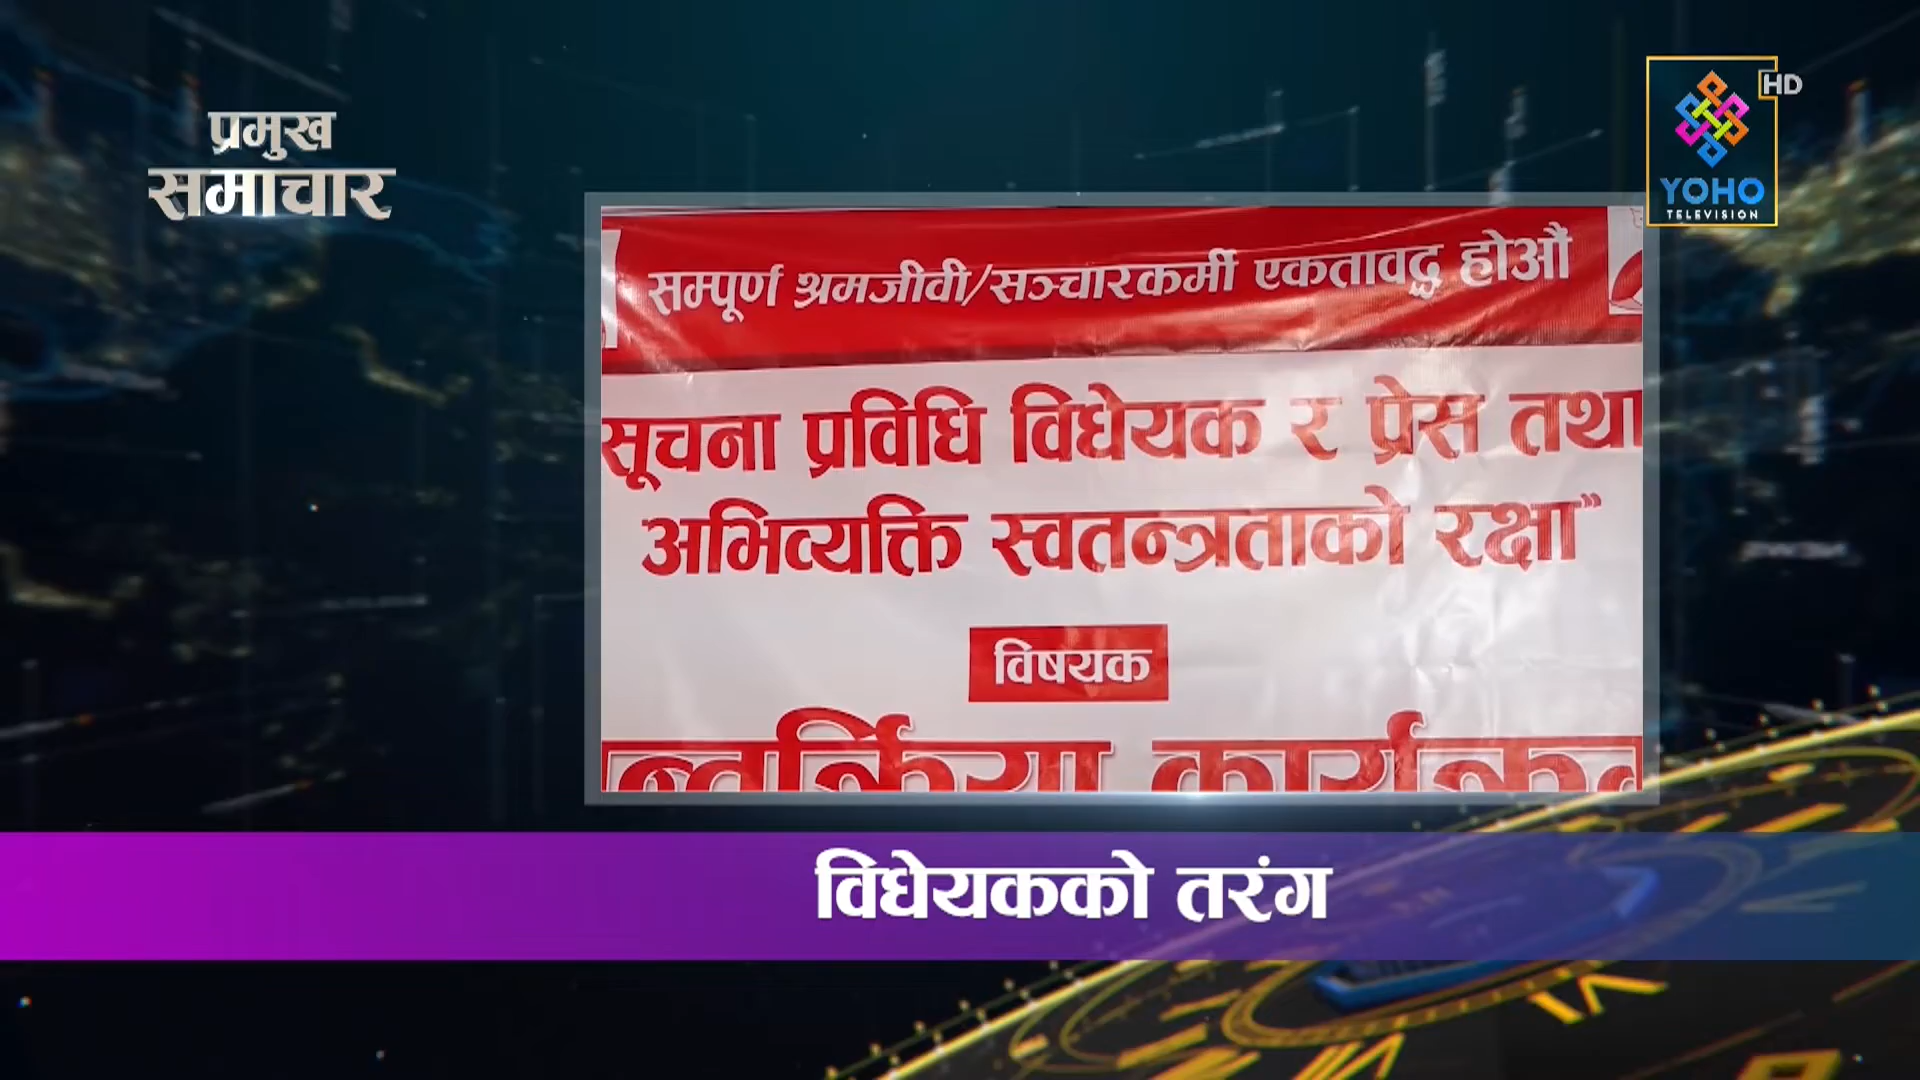 प्रमुख
समाचार
HD
YOHO
TELEVISION
सम्पूर्ण श्रमजीवी/सञ्चारकर्मी एकतावद्ध होऔं
सूचना प्रविधि विधेयक र प्रेस तथा
अभिव्यक्ति स्वतन्त्रताको रक्षा"
विषयक
विधेयकको तरंग